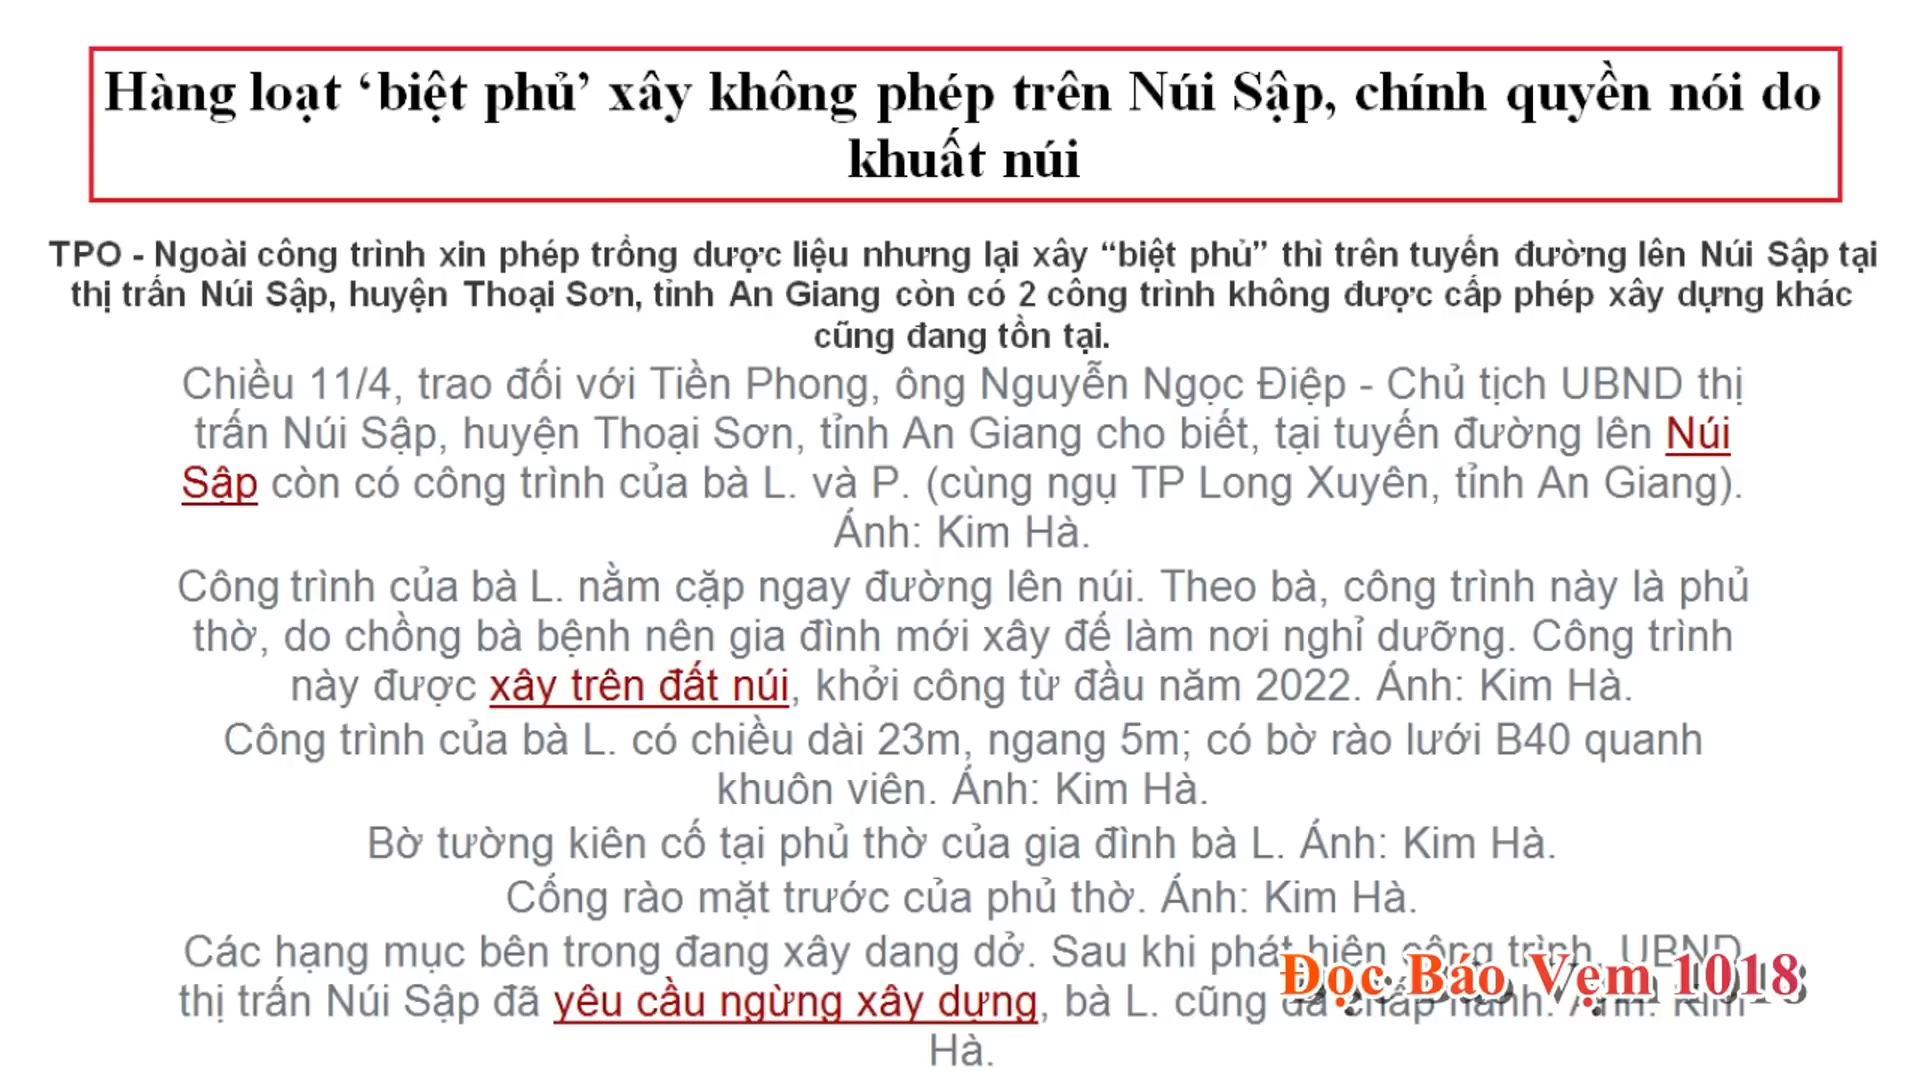 Hàng loạt ‘biệt phủ’ xây không phép trên Núi Sập, chính quyền nói do
khuất núi
TPO - Ngoài công trình xin phép trồng dược liệu nhưng lại xây “biệt phủ” thì trên tuyến đường lên Núi Sập tại
thị trấn Núi Sập, huyện Thoại Sơn, tỉnh An Giang còn có 2 công trình không được cấp phép xây dựng khác
cũng đang tồn tại.
Chiều 11/4, trao đổi với Tiền Phong, ông Nguyễn Ngọc Điệp - Chủ tịch UBND thị
trấn Núi Sập, huyện Thoại Sơn, tỉnh An Giang cho biết, tại tuyến đường lên Núi
Sập còn có công trình của bà L. và P. (cùng ngụ TP Long Xuyên, tỉnh An Giang).
Ảnh: Kim Hà.
Công trình của bà L. nằm cặp ngay đường lên núi. Theo bà, công trình này là phủ
thờ, do chồng bà bệnh nên gia đình mới xây để làm nơi nghỉ dưỡng. Công trình
này được xây trên đất núi, khởi công từ đầu năm 2022. Ảnh: Kim Hà.
Công trình của bà L. có chiều dài 23m, ngang 5m; có bờ rào lưới B40 quanh
khuôn viên. Ảnh: Kim Hà.
Bờ tường kiên cố tại phủ thờ của gia đình bà L. Ảnh: Kim Hà.
Cổng rào mặt trước của phủ thờ. Ảnh: Kim Hà.
Các hạng mục bên trong đang xây dang dở. Sau khi phát hiện công trình, UBND
thị trấn Núi Sập đã yêu cầu ngừng xây dựng, bà L. cũng đã chấp hành. Ảnh: Kim
Hà.
Đọc Báo Vẹm 1018